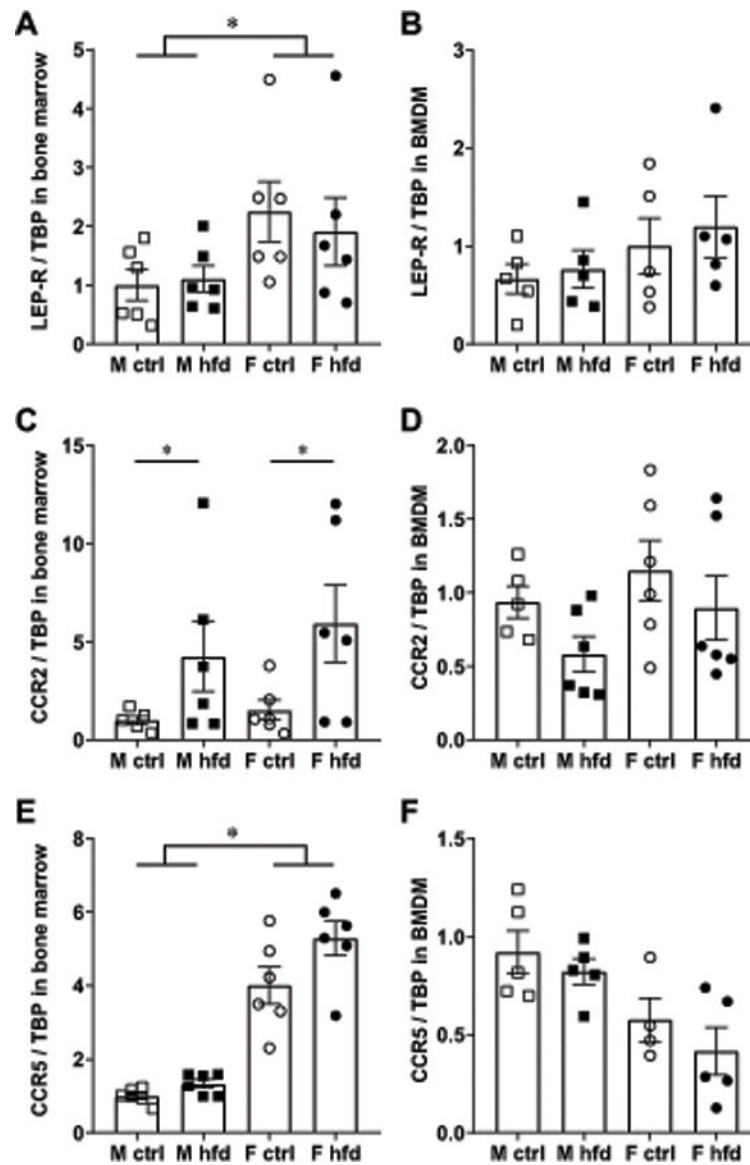 A
*
5
4
3
2
1
0
LEP-R / TBP in bone marrow
M ctrl M hfd F ctrl F hfd
B
3
2
1
0
LEP-R / TBP in BMDM
M ctrl M hfd F ctrl F hfd
C
* *
15
10
5
0
CCR2 / TBP in bone marrow
M ctrl M hfd F ctrl F hfd
D
2.0
1.5
1.0
0.5
0.0
CCR2 / TBP in BMDM
M ctrl M hfd F ctrl F hfd
E
*
8
6
4
2
0
CCR5 / TBP in bone marrow
M ctrl M hfd F ctrl F hfd
F
1.5
1.0
0.5
0.0
CCR5 / TBP in BMDM
M ctrl M hfd F ctrl F hfd